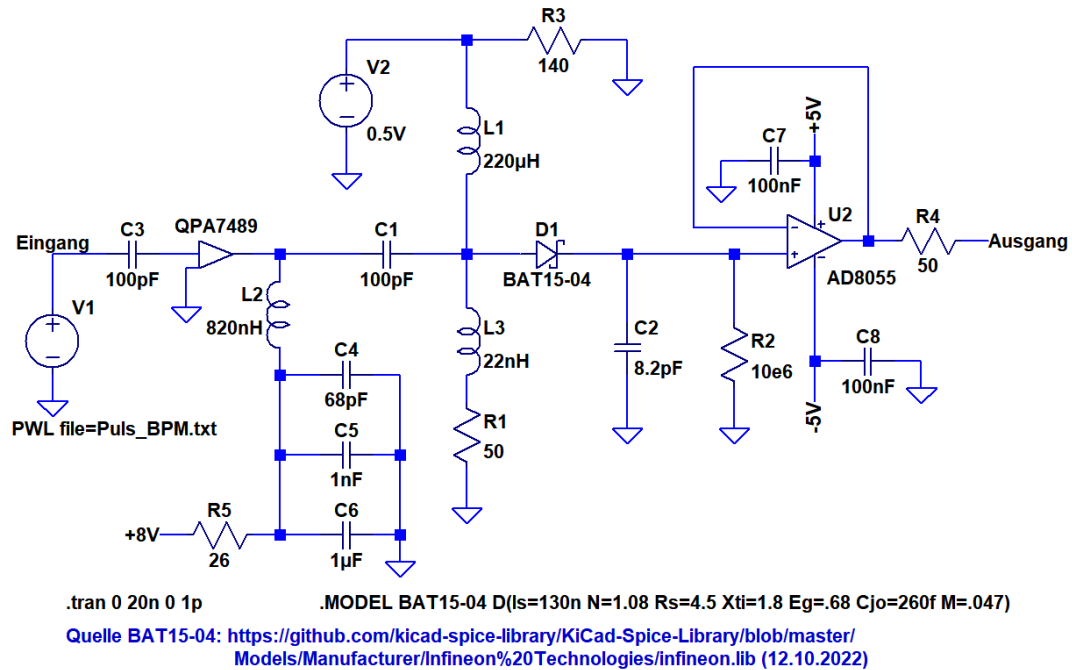 R3
140
V2
0.5V
L1
220µH
+5V
C7
100nF
U2
AD8055
R4
50
Ausgang
Eingang
C3
100pF
QPA7489
C1
100pF
D1
BAT15-04
V1
L2
820nH
L3
22nH
C2
8.2pF
R2
10e6
C8
100nF
-5V
C4
68pF
PWL file=Puls_BPM.txt
C5
1nF
R1
50
+8V
R5
26
C6
1µF
.tran 0 20n 0 1p
.MODEL BAT15-04 D(Is=130n N=1.08 Rs=4.5 Xti=1.8 Eg=.68 Cjo=260f M=.047)
Quelle BAT15-04: https://github.com/kicad-spice-library/KiCad-Spice-Library/blob/master/
Models/Manufacturer/Infineon%20Technologies/infineon.lib (12.10.2022)